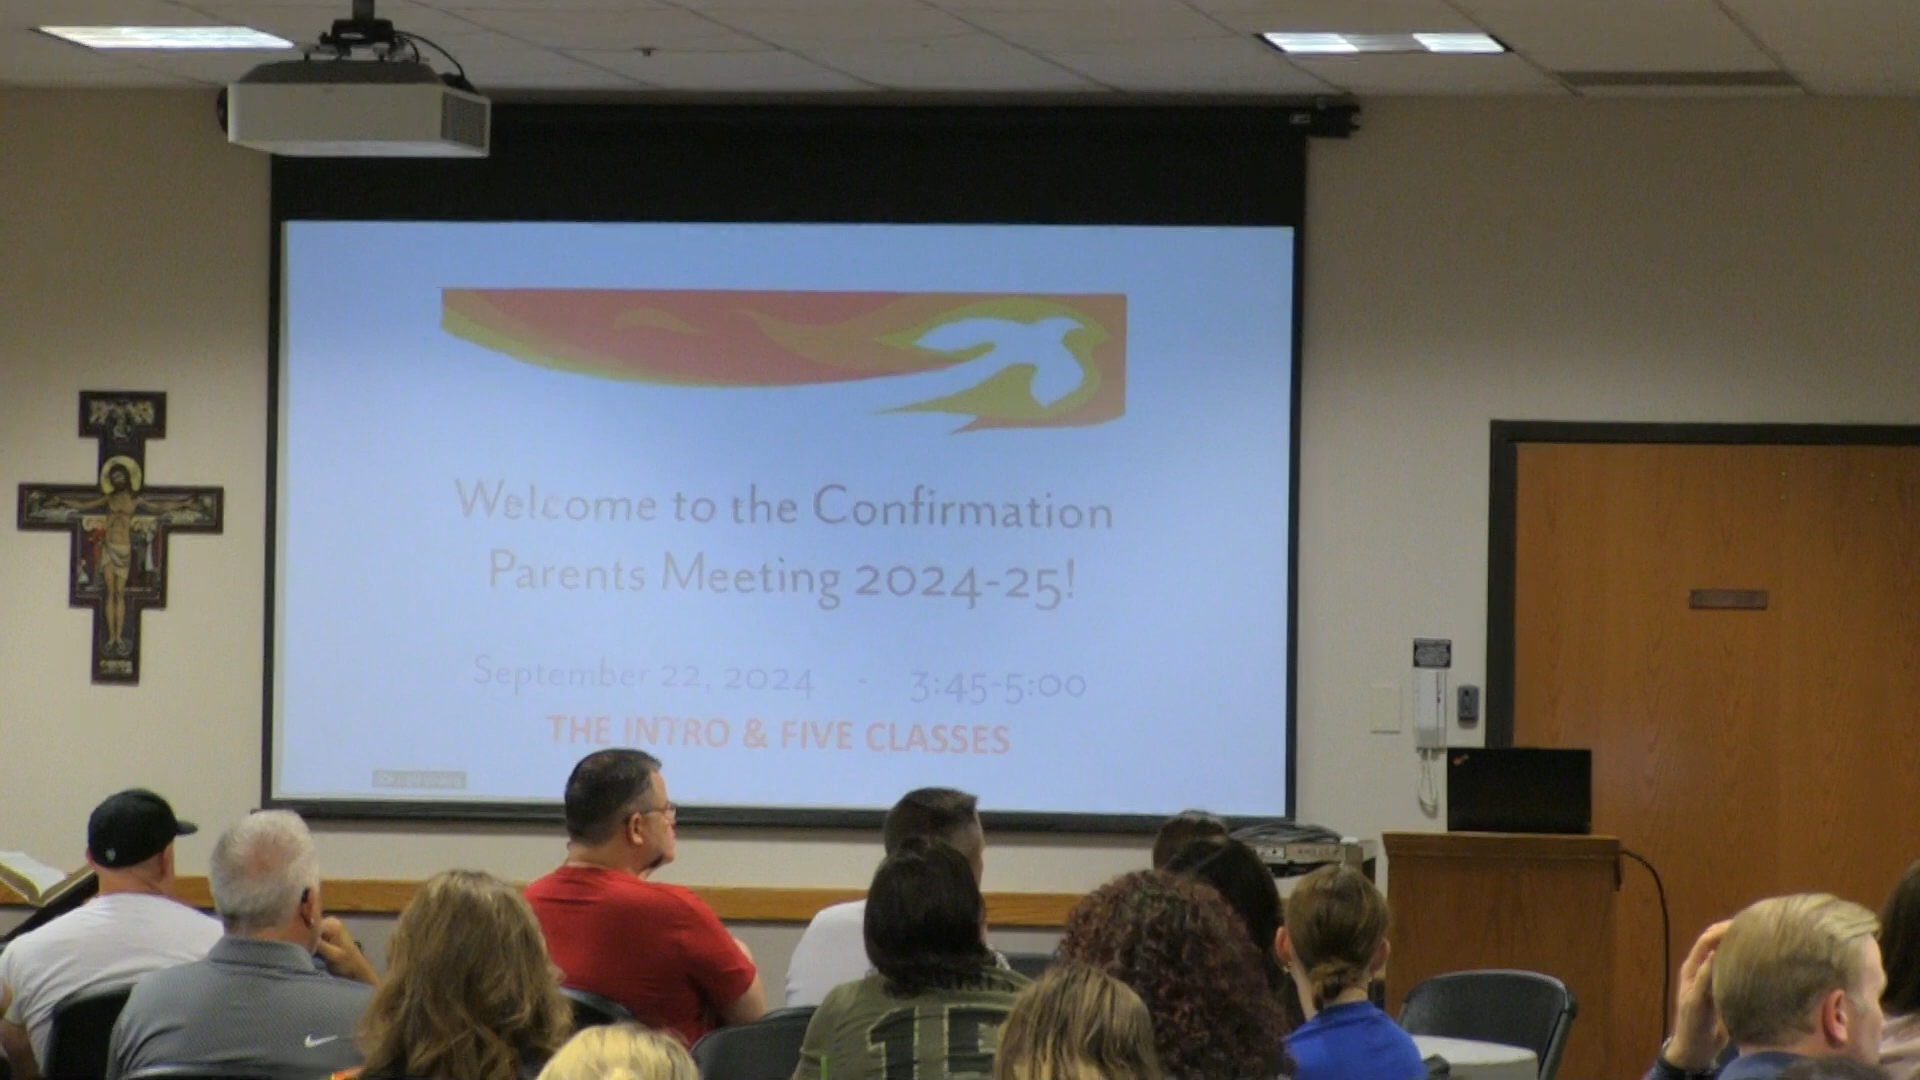 Welcome to the Confirmation
Parents Meeting 2024-25!
September 22, 2024 - 3:45-5:00
THE INTRO & FIVE CLASSES
15